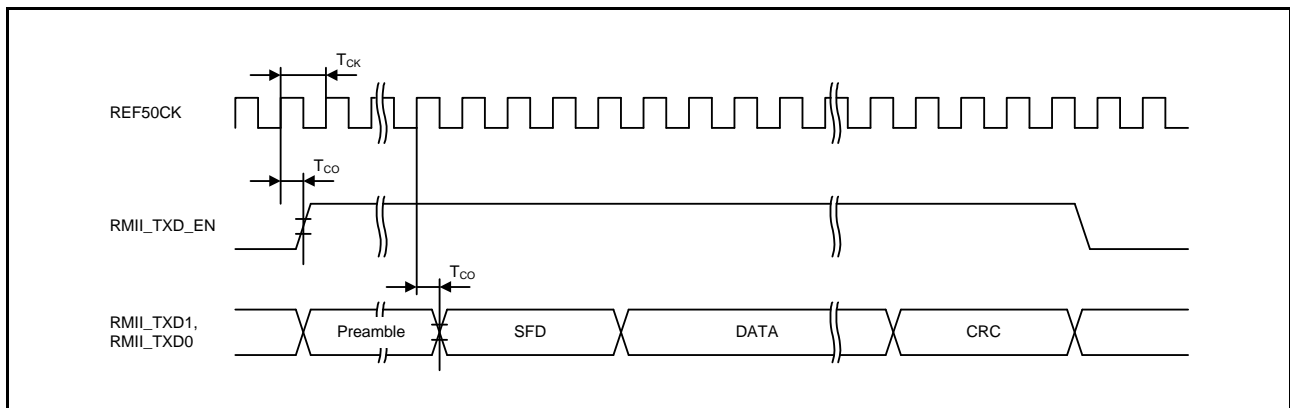 T_CK
REF50CK
T_CO
RMII_TXD_EN
T_CO
RMII_TXD1,
RMII_TXD0
Preamble
SFD
DATA
CRC